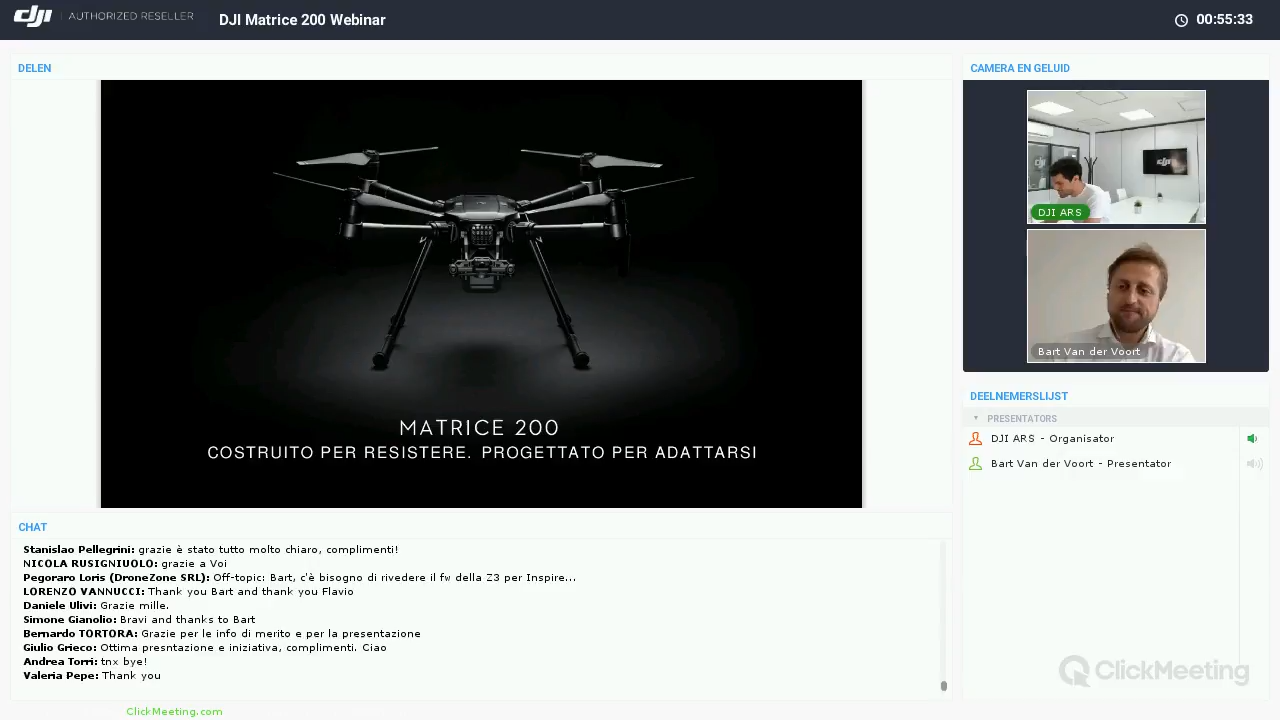 dji AUTHORIZED RESELLER
DJI Matrice 200 Webinar
00:55:33
DELEN
MATRICE 200
COSTRUITO PER RESISTERE. PROGETTATO PER ADATTARSI
CAMERA EN GELUID
dji
dji
DJI ARS
Bart Van der Voort
DEELNEMERSLIJST
PRESENTATORS
DJI ARS - Organisator
Bart Van der Voort - Presentator
CHAT
Stanislao Pellegrini: grazie è stato tutto molto chiaro, complimenti!
NICOLA RUSIGNIUOLO: grazie a Voi
Pegoraro Loris (DroneZone SRL): Off-topic: Bart, c'è bisogno di rivedere il fw della Z3 per Inspire...
LORENZO VANNUCCI: Thank you Bart and thank you Flavio
Daniele Ulivi: Grazie mille.
Simone Gianolio: Bravi and thanks to Bart
Bernardo TORTORA: Grazie per le info di merito e per la presentazione
Giulio Grieco: Ottima presntazione e iniziativa, complimenti. Ciao
Andrea Torri: tnx bye!
Valeria Pepe: Thank you
ClickMeeting
ClickMeeting.com